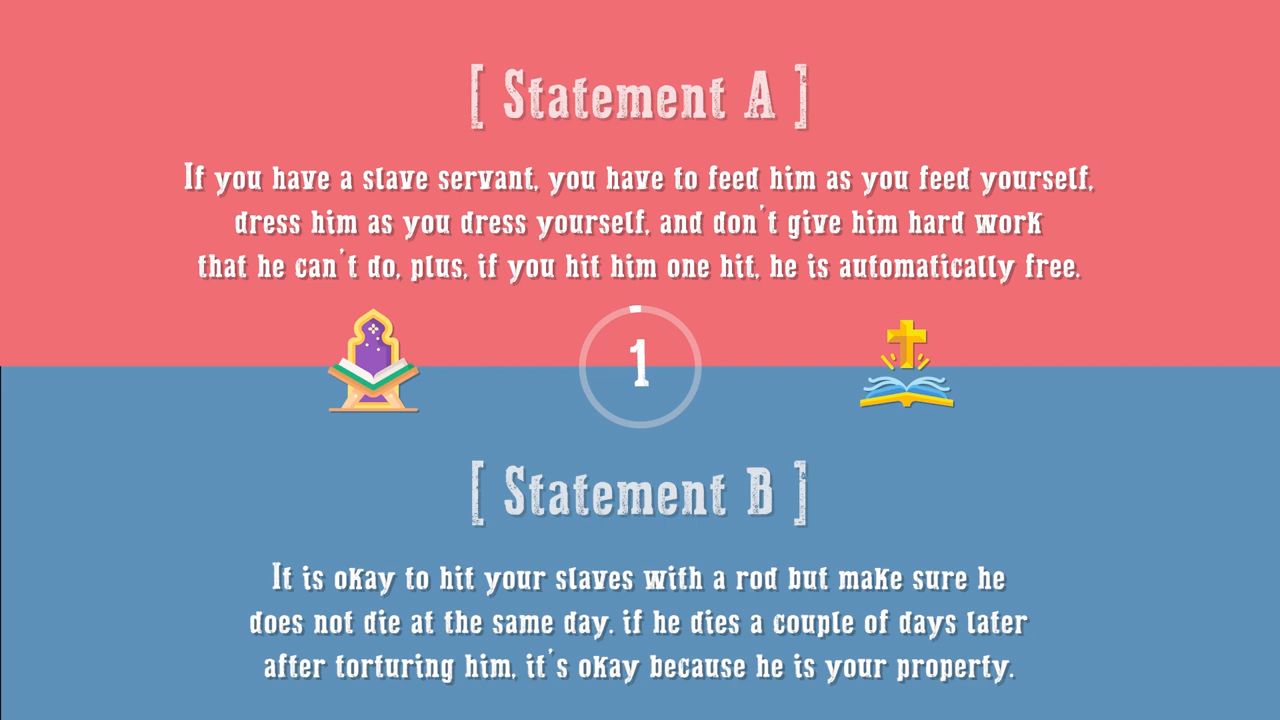 [ Statement A ]
If you have a slave servant, you have to feed him as you feed yourself,
dress him as you dress yourself, and don't give him hard work
that he can't do, plus, if you hit him one hit, he is automatically free.
1
[ Statement B ]
It is okay to hit your slaves with a rod but make sure he
does not die at the same day. if he dies a couple of days later
after torturing him, it's okay because he is your property.